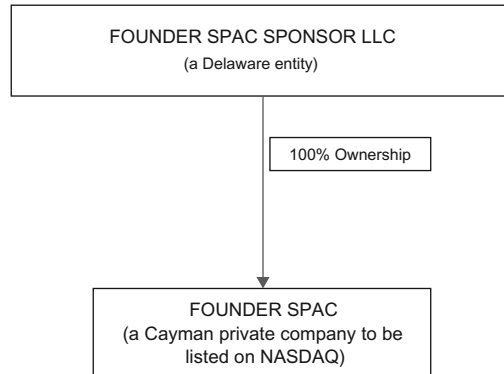 FOUNDER SPAC SPONSOR LLC
(a Delaware entity)
100% Ownership
FOUNDER SPAC
(a Cayman private company to be
listed on NASDAQ)